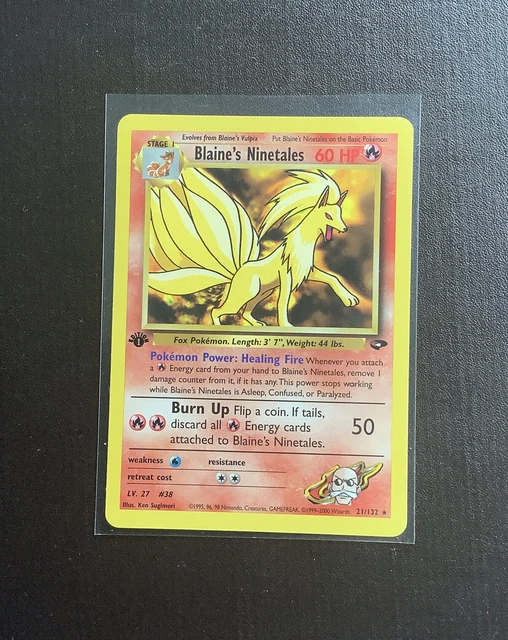 Evolves from Blaine's Vulpix Put Blaine's Ninetales on the Basic Pokémon
STAGE 1
Blaine's Ninetales 60 HP
EDITION
1
Fox Pokémon. Length: 3' 7", Weight: 44 lbs.
Pokémon Power: Healing Fire Whenever you attach
a Energy card from your hand to Blaine's Ninetales, remove 1
damage counter from it, if it has any. This power stops working
while Blaine's Ninetales is Asleep, Confused, or Paralyzed.
Burn Up Flip a coin. If tails,
discard all Energy cards
attached to Blaine's Ninetales.
50
weakness resistance
retreat cost
LV. 27 #38
Illus. Ken Sugimori ©1995, 96, 98 Nintendo, Creatures, GAMEFREAK. ©1999-2000 Wizards. 21/132 ★